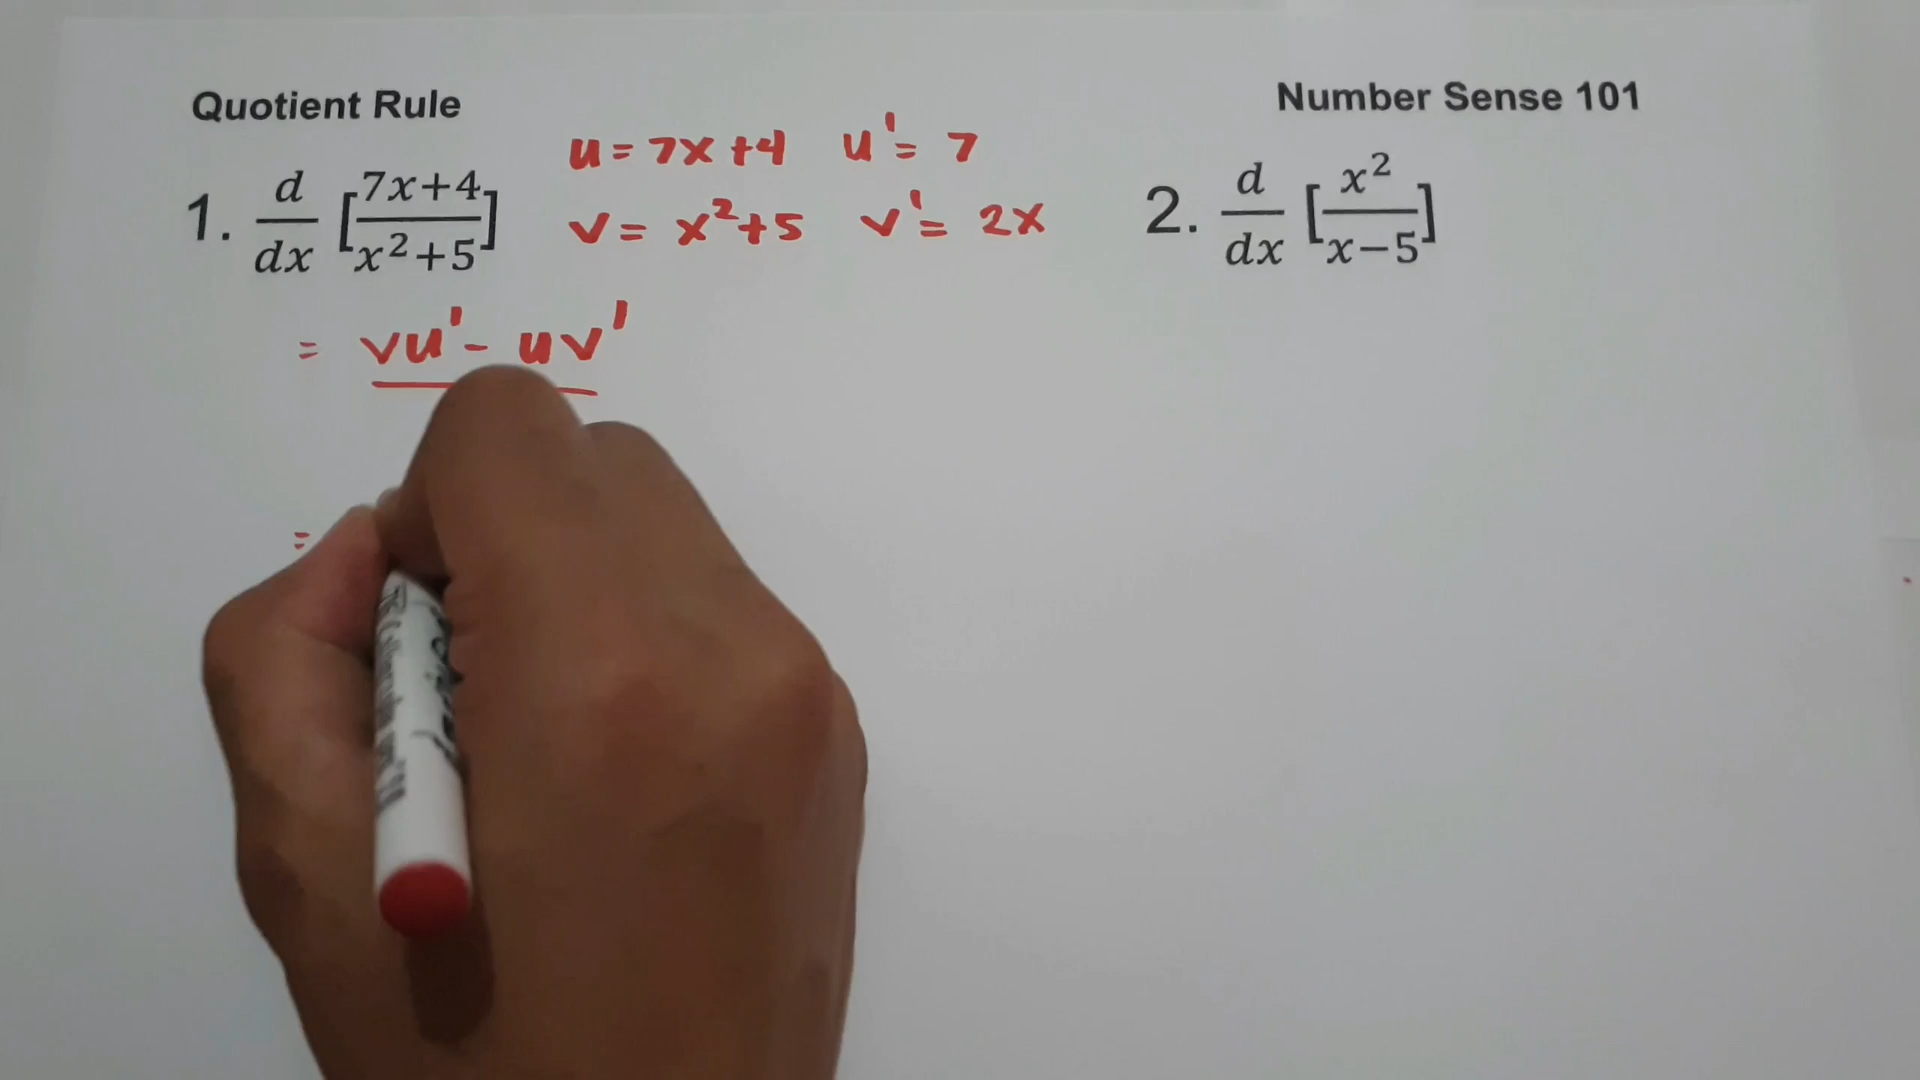 Quotient Rule
Number Sense 101
1. d/dx [7x+4/x²+5]
u = 7x+4 u' = 7
v = x²+5 v' = 2x
2. d/dx [x²/x−5]
= vu' - uv'
=